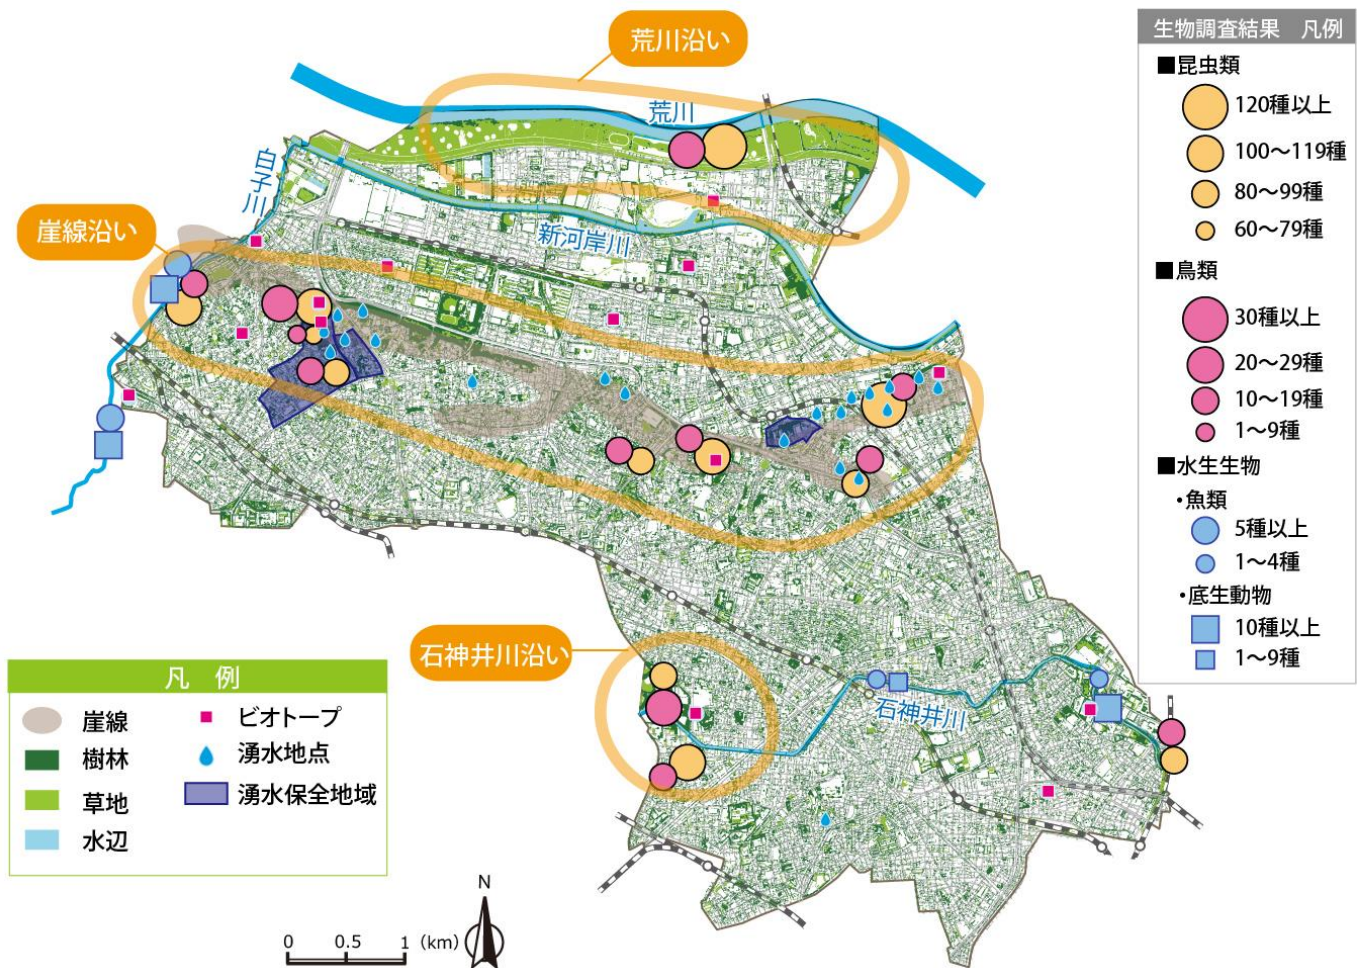 荒川沿い
荒川
白子川
崖線沿い
新河岸川
石神井川沿い
石神井川
生物調査結果 凡例
■昆虫類
120種以上
100～119種
80～99種
60～79種
■鳥類
30種以上
20～29種
10～19種
1～9種
■水生生物
・魚類
5種以上
1～4種
・底生動物
10種以上
1～9種
凡 例
崖線
樹林
草地
水辺
ビオトープ
湧水地点
湧水保全地域
0 0.5 1 (km)
N